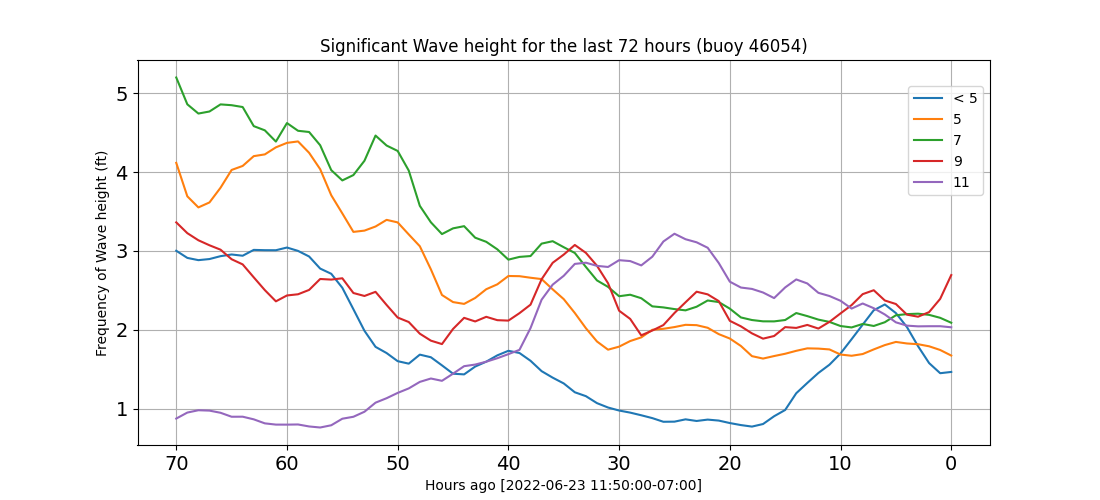 Significant Wave height for the last 72 hours (buoy 46054)
Frequency of Wave height (ft)
5
4
3
2
1
< 5
5
7
9
11
70 60 50 40 30 20 10 0
Hours ago [2022-06-23 11:50:00-07:00]